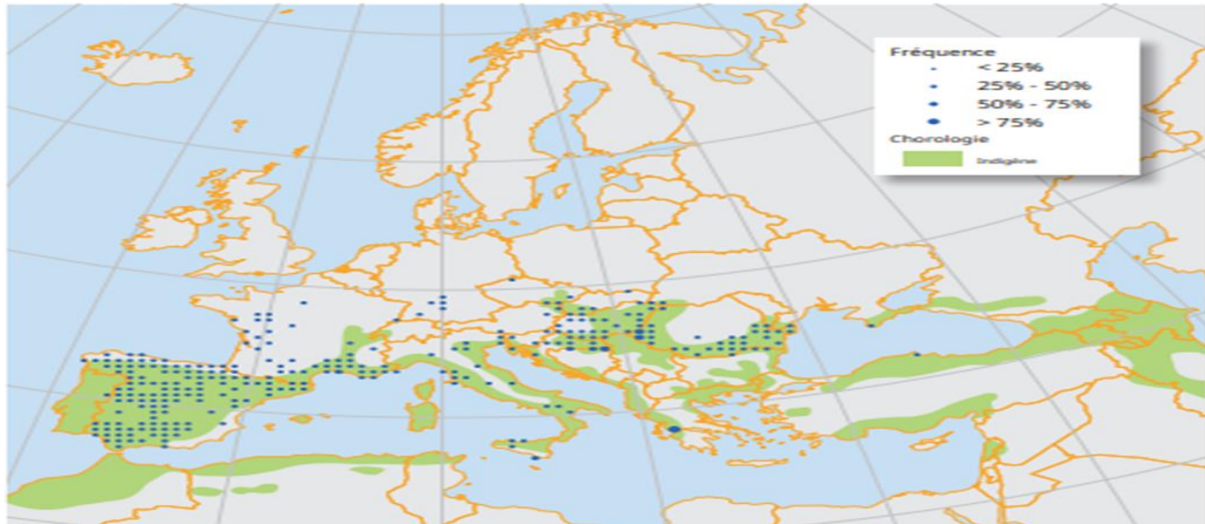 Fréquence
< 25%
25% - 50%
50% - 75%
> 75%
Chorologie
Indigène